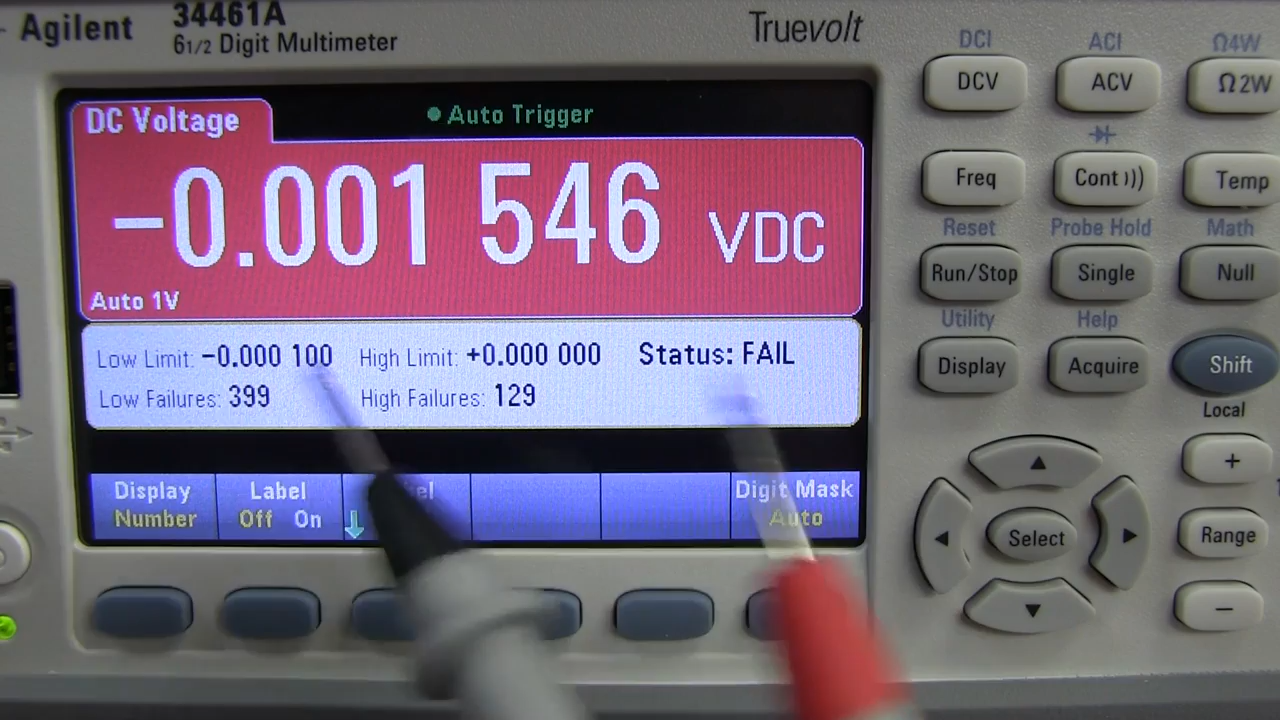 Agilent 34461A
6 1/2 Digit Multimeter
Truevolt
DC Voltage
Auto Trigger
-0.001 546 VDC
Auto 1V
Low Limit: -0.000 100 High Limit: +0.000 000 Status: FAIL
Low Failures: 399 High Failures: 129
Display Label Digit Mask
Number Off On Auto
DCI ACI Ω4W
DCV ACV Ω2W
Freq Cont Temp
Reset Probe Hold Math
Run/Stop Single Null
Utility Help
Display Acquire Shift
Local
+
Select Range
−